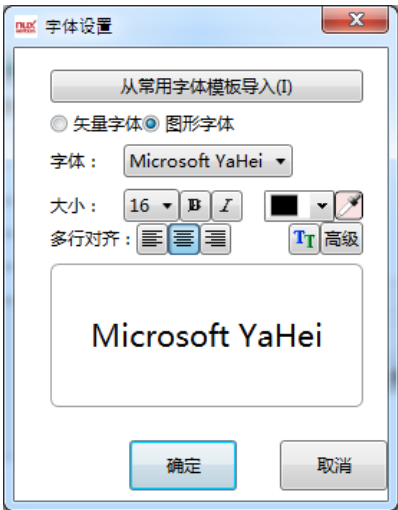 字体设置
从常用字体模板导入(I)
矢量字体 图形字体
字体： Microsoft YaHei
大小： 16 B I
多行对齐： TT 高级
Microsoft YaHei
确定 取消